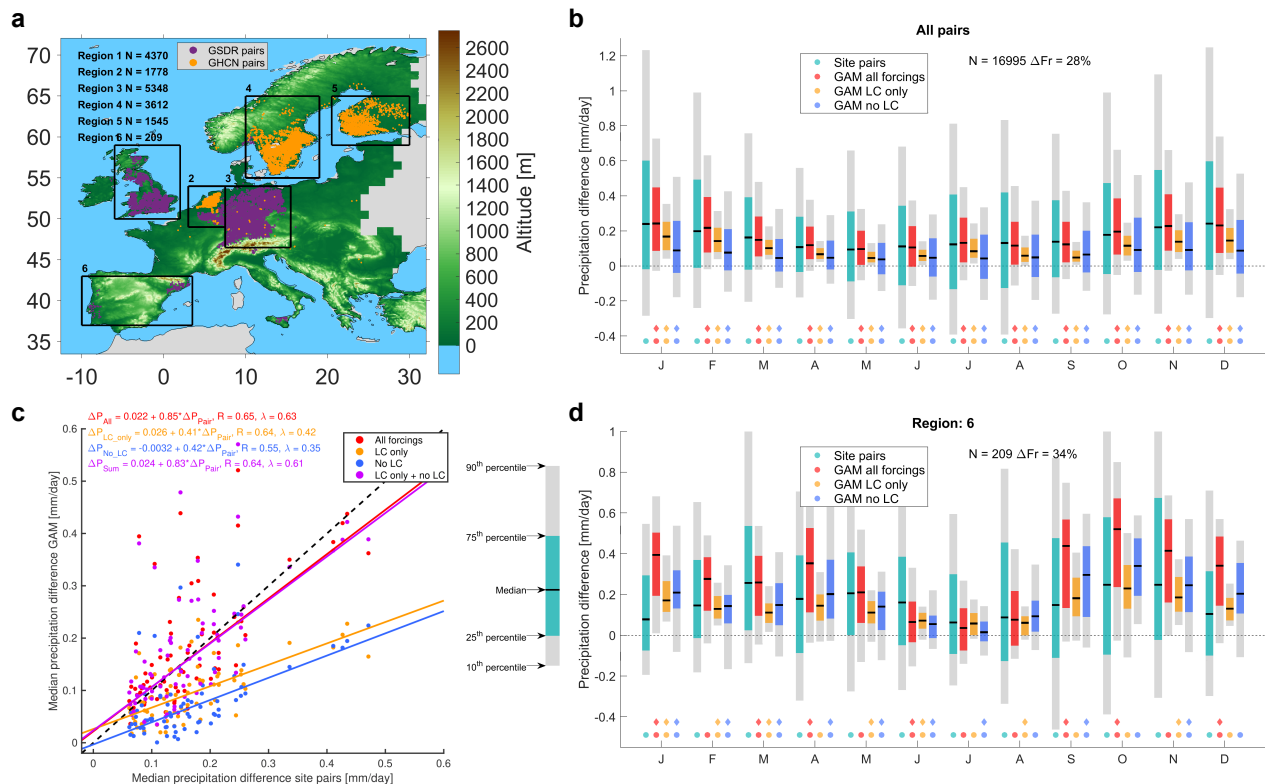 a
Region 1 N = 4370
Region 2 N = 1778
Region 3 N = 5348
Region 4 N = 3612
Region 5 N = 1545
Region 6 N = 209
GSDR pairs
GHCN pairs
1
2
3
4
5
6
70
65
60
55
50
45
40
35
-10
0
10
20
30
2600
2400
2200
2000
1800
1600
1400
1200
1000
800
600
400
200
0
Altitude [m]
b
All pairs
N = 16995 ΔFr = 28%
Site pairs
GAM all forcings
GAM LC only
GAM no LC
Precipitation difference [mm/day]
1.2
1
0.8
0.6
0.4
0.2
0
-0.2
-0.4
J F M A M J J A S O N D
c
ΔP_All = 0.022 + 0.85*ΔP_Pair, R = 0.65, λ = 0.63
ΔP_LC_only = 0.026 + 0.41*ΔP_Pair, R = 0.64, λ = 0.42
ΔP_No_LC = -0.0032 + 0.42*ΔP_Pair, R = 0.55, λ = 0.35
ΔP_Sum = 0.024 + 0.83*ΔP_Pair, R = 0.64, λ = 0.61
All forcings
LC only
No LC
LC only + no LC
Median precipitation difference GAM [mm/day]
0.6
0.5
0.4
0.3
0.2
0.1
0
0 0.1 0.2 0.3 0.4 0.5 0.6
Median precipitation difference site pairs [mm/day]
90th percentile
75th percentile
Median
25th percentile
10th percentile
d
Region: 6
N = 209 ΔFr = 34%
Site pairs
GAM all forcings
GAM LC only
GAM no LC
Precipitation difference [mm/day]
1
0.8
0.6
0.4
0.2
0
-0.2
-0.4
J F M A M J J A S O N D